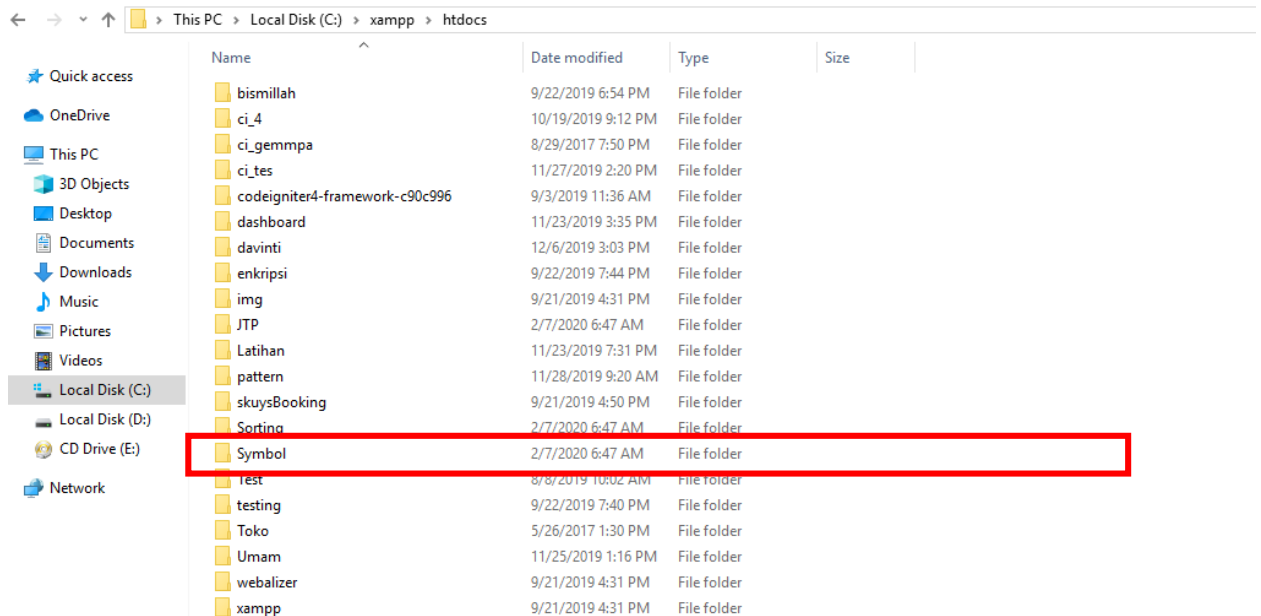 This PC > Local Disk (C:) > xampp > htdocs
Name Date modified Type Size
Quick access
OneDrive
This PC
3D Objects
Desktop
Documents
Downloads
Music
Pictures
Videos
Local Disk (C:)
Local Disk (D:)
CD Drive (E:)
Network
bismillah 9/22/2019 6:54 PM File folder
ci_4 10/19/2019 9:12 PM File folder
ci_gemmpa 8/29/2017 7:50 PM File folder
ci_tes 11/27/2019 2:20 PM File folder
codeigniter4-framework-c90c996 9/3/2019 11:36 AM File folder
dashboard 11/23/2019 3:35 PM File folder
davinti 12/6/2019 3:03 PM File folder
enkripsi 9/22/2019 7:44 PM File folder
img 9/21/2019 4:31 PM File folder
JTP 2/7/2020 6:47 AM File folder
Latihan 11/23/2019 7:31 PM File folder
pattern 11/28/2019 9:20 AM File folder
skuysBooking 9/21/2019 4:50 PM File folder
Sorting 2/7/2020 6:47 AM File folder
Symbol 2/7/2020 6:47 AM File folder
Test 8/8/2019 10:02 AM File folder
testing 9/22/2019 7:40 PM File folder
Toko 5/26/2017 1:30 PM File folder
Umam 11/25/2019 1:16 PM File folder
webalizer 9/21/2019 4:31 PM File folder
xampp 9/21/2019 4:31 PM File folder